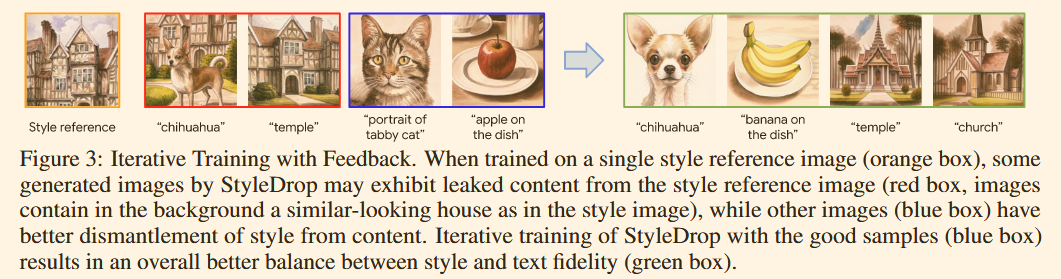 Style reference
“chihuahua”
“temple”
“portrait of
tabby cat”
“apple on
the dish”
“chihuahua”
“banana on
the dish”
“temple”
“church”
Figure 3: Iterative Training with Feedback. When trained on a single style reference image (orange box), some
generated images by StyleDrop may exhibit leaked content from the style reference image (red box, images
contain in the background a similar-looking house as in the style image), while other images (blue box) have
better dismantlement of style from content. Iterative training of StyleDrop with the good samples (blue box)
results in an overall better balance between style and text fidelity (green box).